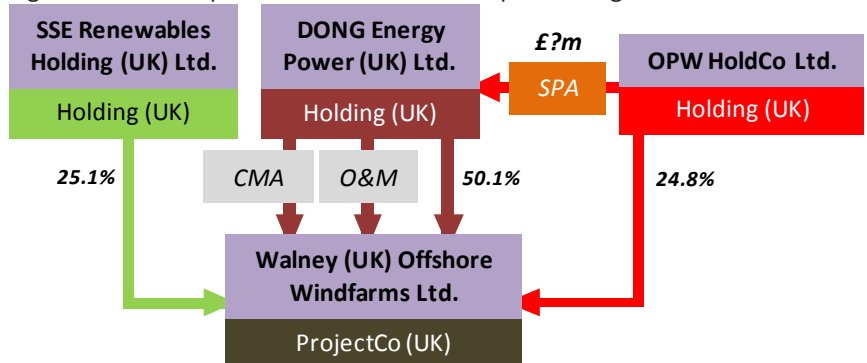 SSE Renewables
Holding (UK) Ltd.
Holding (UK)
DONG Energy
Power (UK) Ltd.
Holding (UK)
£?m
SPA
OPW HoldCo Ltd.
Holding (UK)
25.1%
CMA
O&M
50.1%
24.8%
Walney (UK) Offshore
Windfarms Ltd.
ProjectCo (UK)